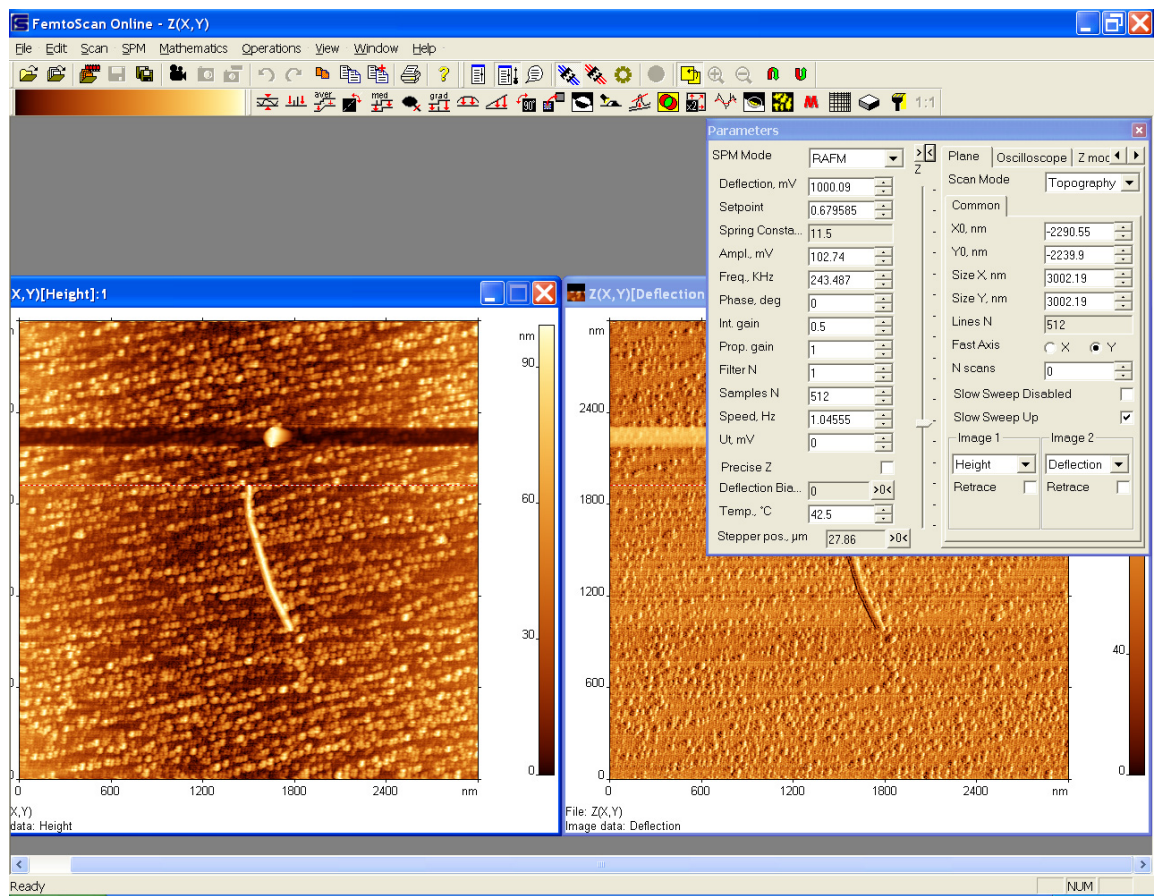 FemtoScan Online - Z(X,Y)
File Edit Scan SPM Mathematics Operations View Window Help
aver med grad 90° x2 M 1:1
Parameters
SPM Mode RAFM
Z
Plane Oscilloscope Z mod
Deflection, mV 1000.09
Scan Mode Topography
Setpoint 0.679585
Common
Spring Consta... 11.5
X0, nm -2290.55
Ampl., mV 102.74
Y0, nm -2239.9
Freq., KHz 243.487
Size X, nm 3002.19
Phase, deg 0
Size Y, nm 3002.19
Int. gain 0.5
Lines N 512
Prop. gain 1
Fast Axis X Y
Filter N 1
N scans 0
Samples N 512
Slow Sweep Disabled
Speed, Hz 1.04555
Slow Sweep Up
Ut, mV 0
Image 1 Image 2
Precise Z
Height Deflection
Deflection Bia... 0 >0<
Retrace Retrace
Temp., °C 42.5
Stepper pos., µm 27.86 >0<
X,Y)[Height]:1
nm
90
60
30
0
0 600 1200 1800 2400 nm
X,Y)
data: Height
Z(X,Y)[Deflection
nm
2400
1800
1200
600
0
40
0
0 600 1200 1800 2400 nm
File: Z(X,Y)
Image data: Deflection
Ready NUM